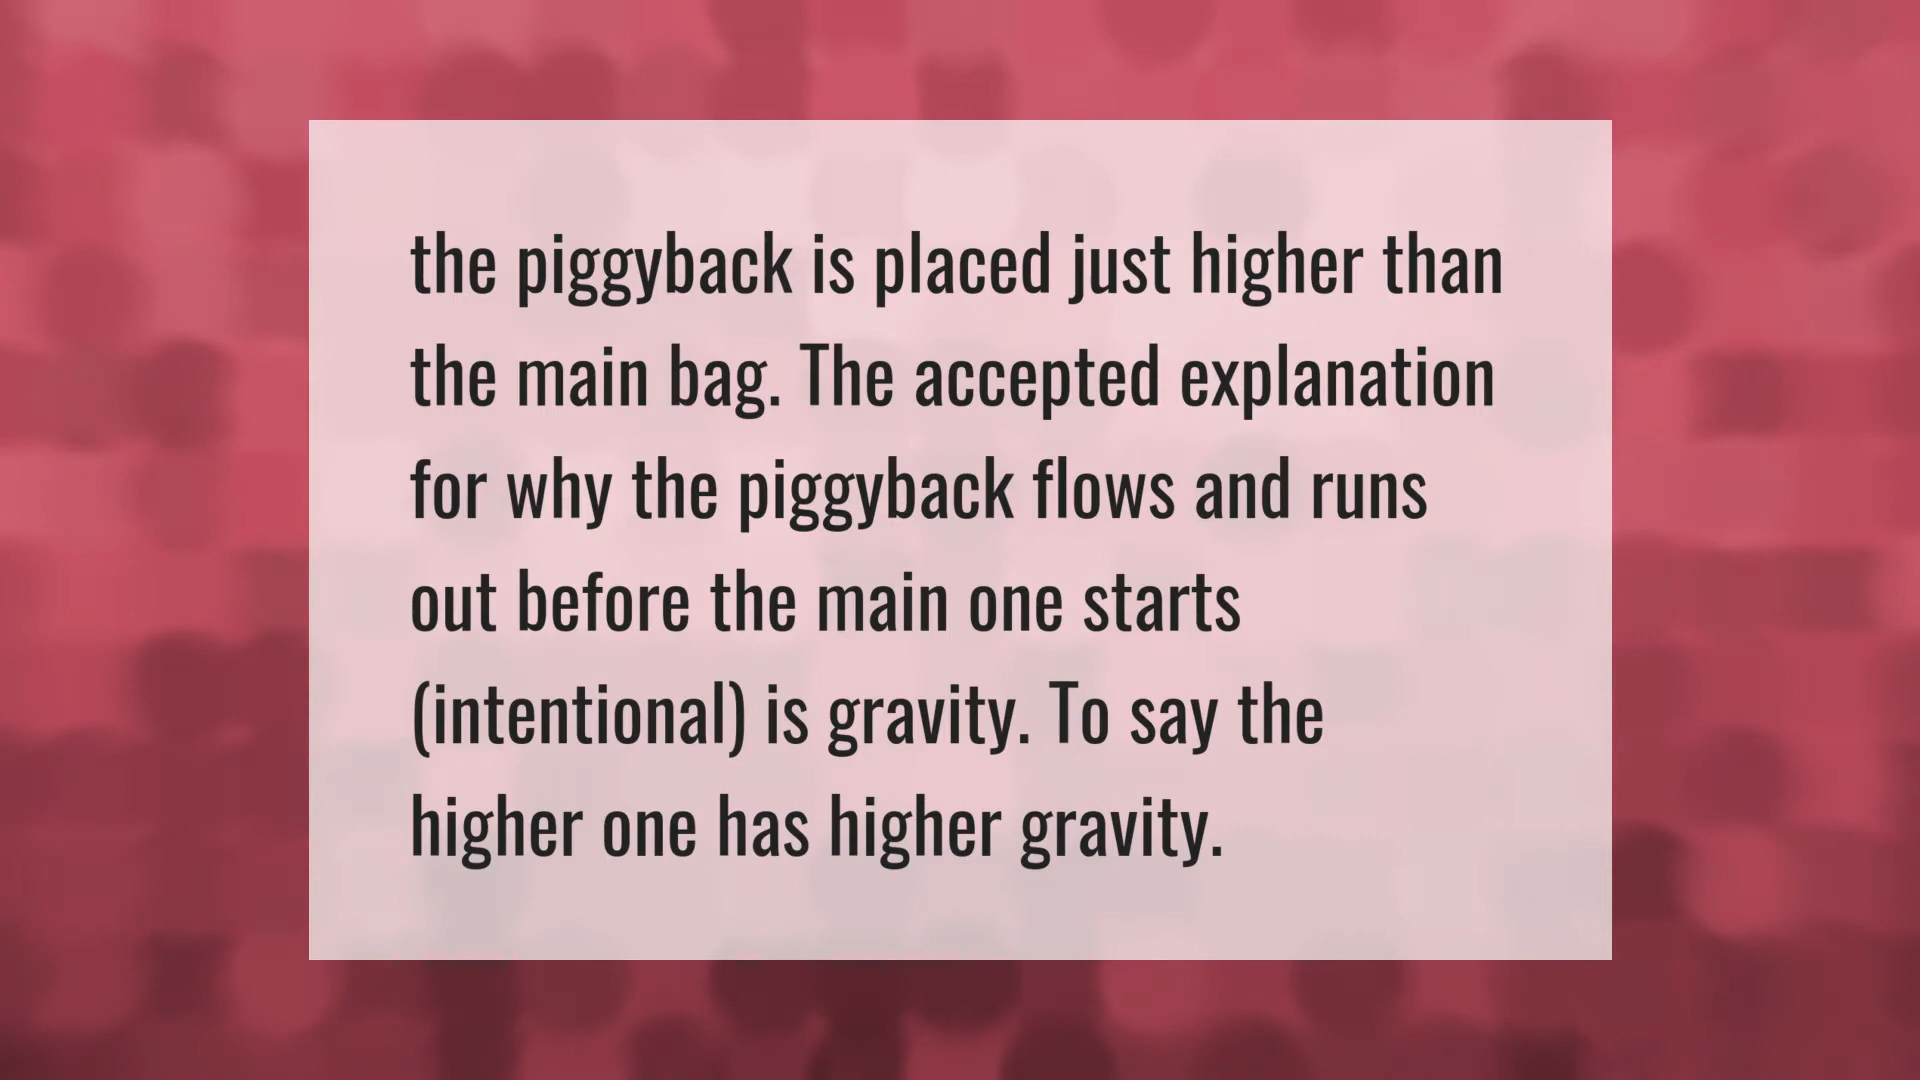 the piggyback is placed just higher than
the main bag. The accepted explanation
for why the piggyback flows and runs
out before the main one starts
(intentional) is gravity. To say the
higher one has higher gravity.